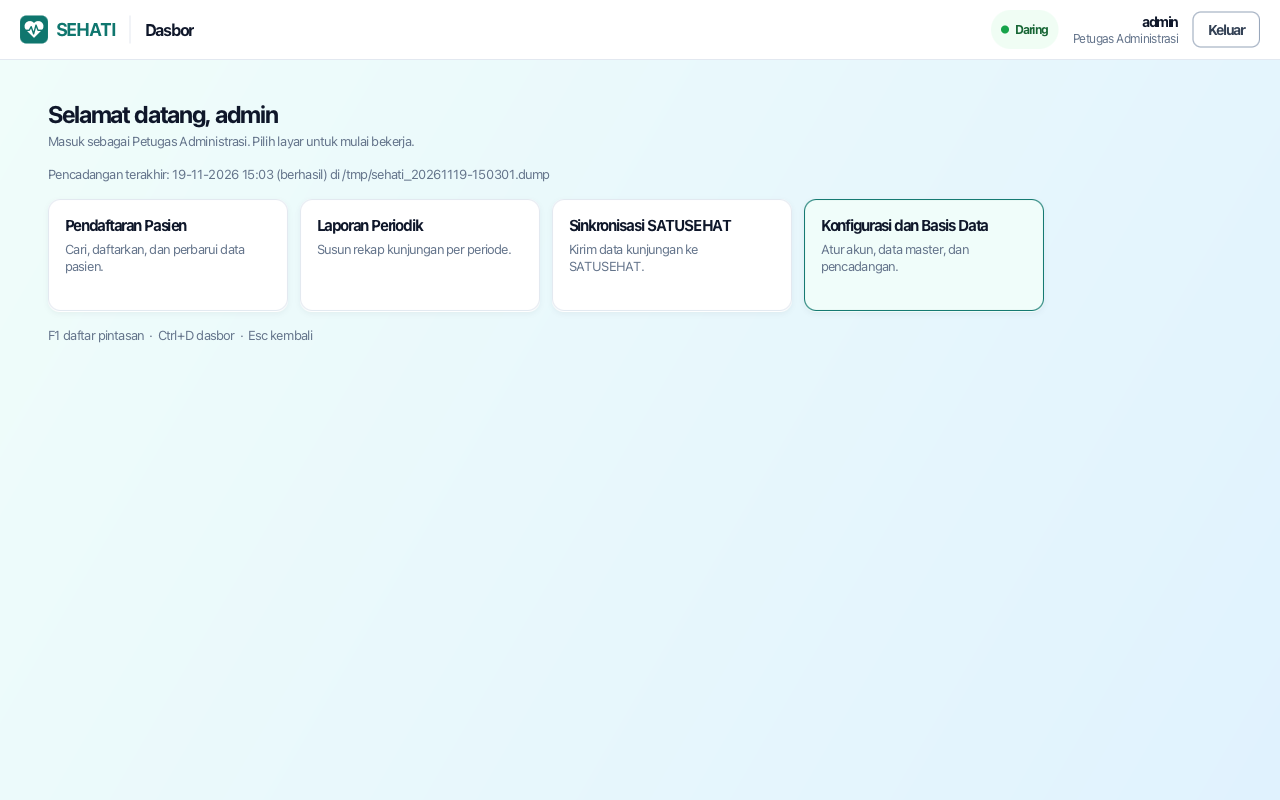 SEHATI
Dasbor
Daring
admin
Petugas Administrasi
Keluar
Selamat datang, admin
Masuk sebagai Petugas Administrasi. Pilih layar untuk mulai bekerja.
Pencadangan terakhir: 19-11-2026 15:03 (berhasil) di /tmp/sehati_20261119-150301.dump
Pendaftaran Pasien
Cari, daftarkan, dan perbarui data
pasien.
Laporan Periodik
Susun rekap kunjungan per periode.
Sinkronisasi SATUSEHAT
Kirim data kunjungan ke
SATUSEHAT.
Konfigurasi dan Basis Data
Atur akun, data master, dan
pencadangan.
F1 daftar pintasan · Ctrl+D dasbor · Esc kembali